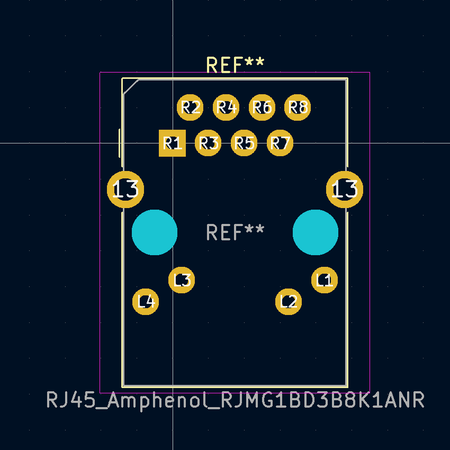 REF**
R2 R4 R6 R8
R1 R3 R5 R7
13 13
REF**
L3 L1
L4 L2
RJ45_Amphenol_RJMG1BD3B8K1ANR